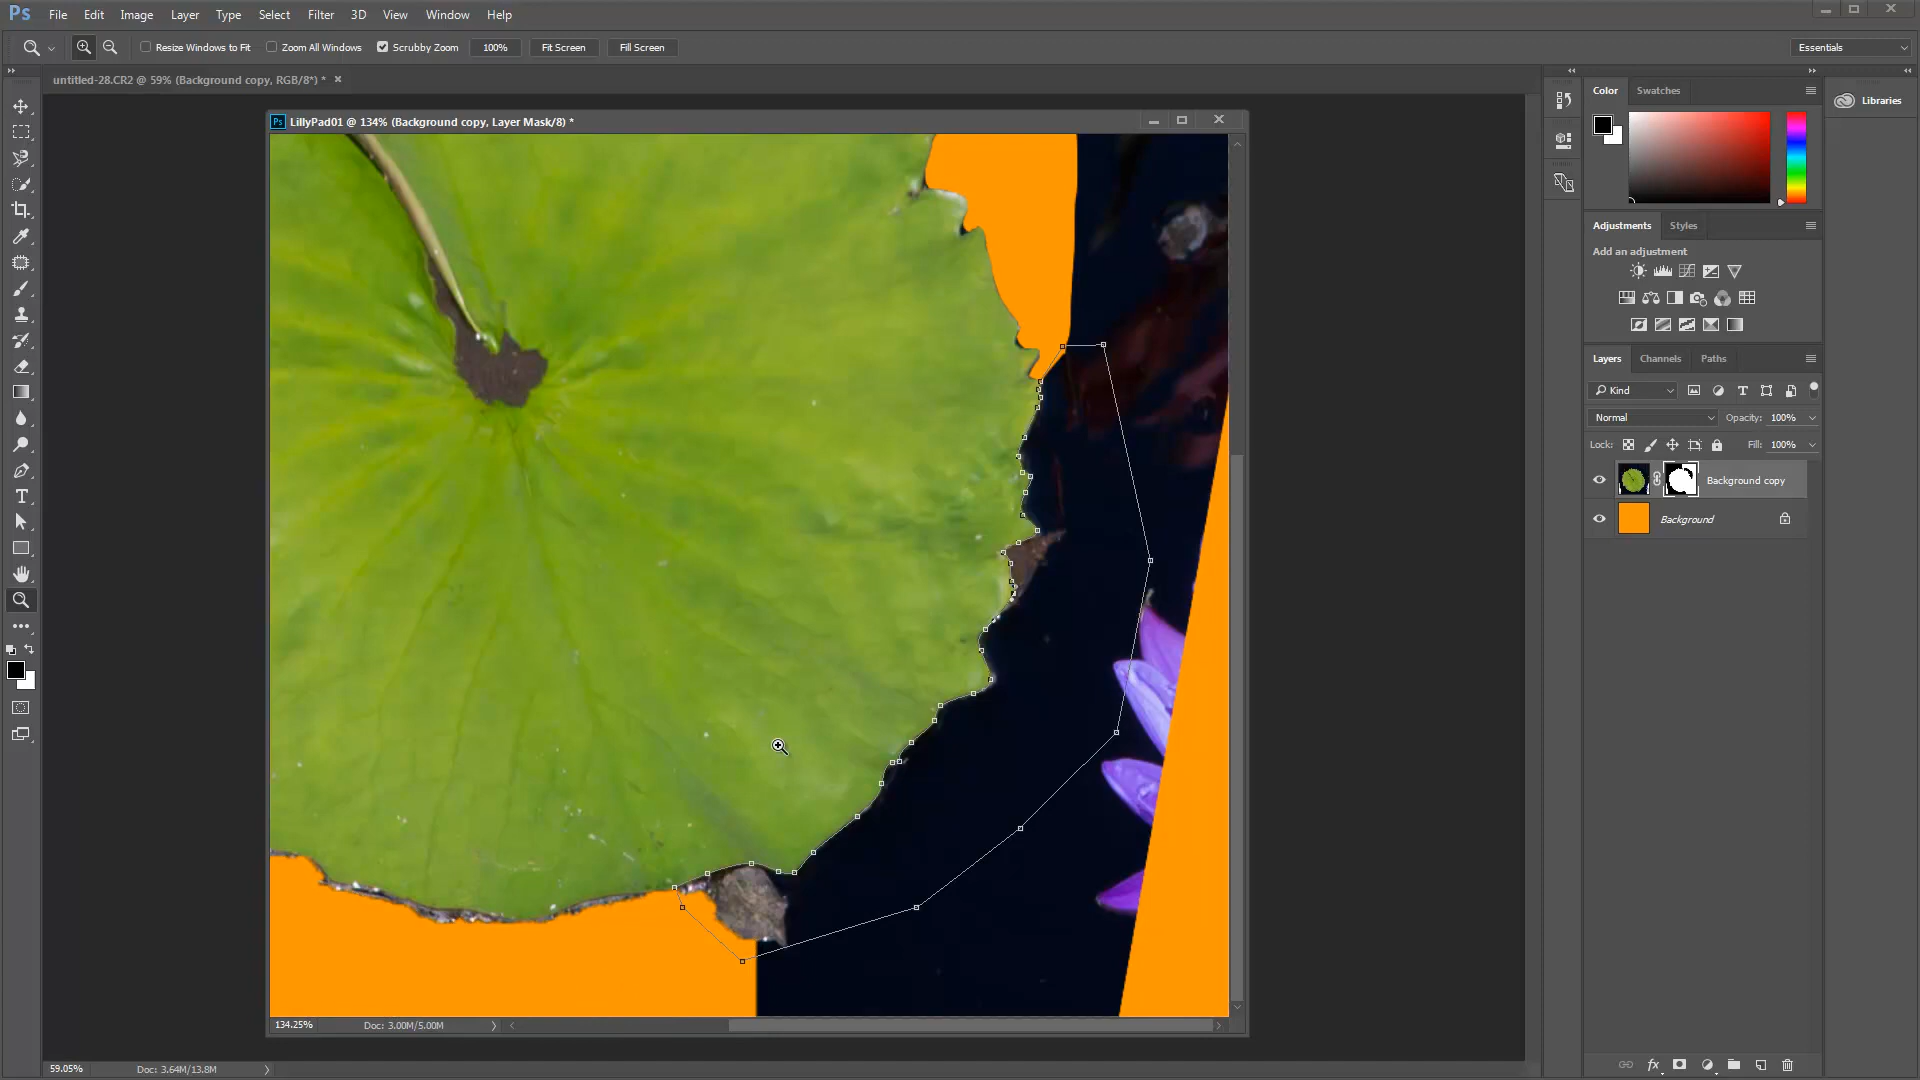 Ps File Edit Image Layer Type Select Filter 3D View Window Help
Resize Windows to Fit Zoom All Windows Scrubby Zoom 100% Fit Screen Fill Screen Essentials
untitled-28.CR2 @ 59% (Background copy, RGB/8*) * ×
Color Swatches
Libraries
Ps LillyPad01 @ 134% (Background copy, Layer Mask/8) *
Adjustments Styles
Add an adjustment
Layers Channels Paths
Kind
Normal Opacity: 100%
Lock: Fill: 100%
Background copy
Background
134.25% Doc: 3.00M/5.00M
59.05% Doc: 3.64M/13.8M